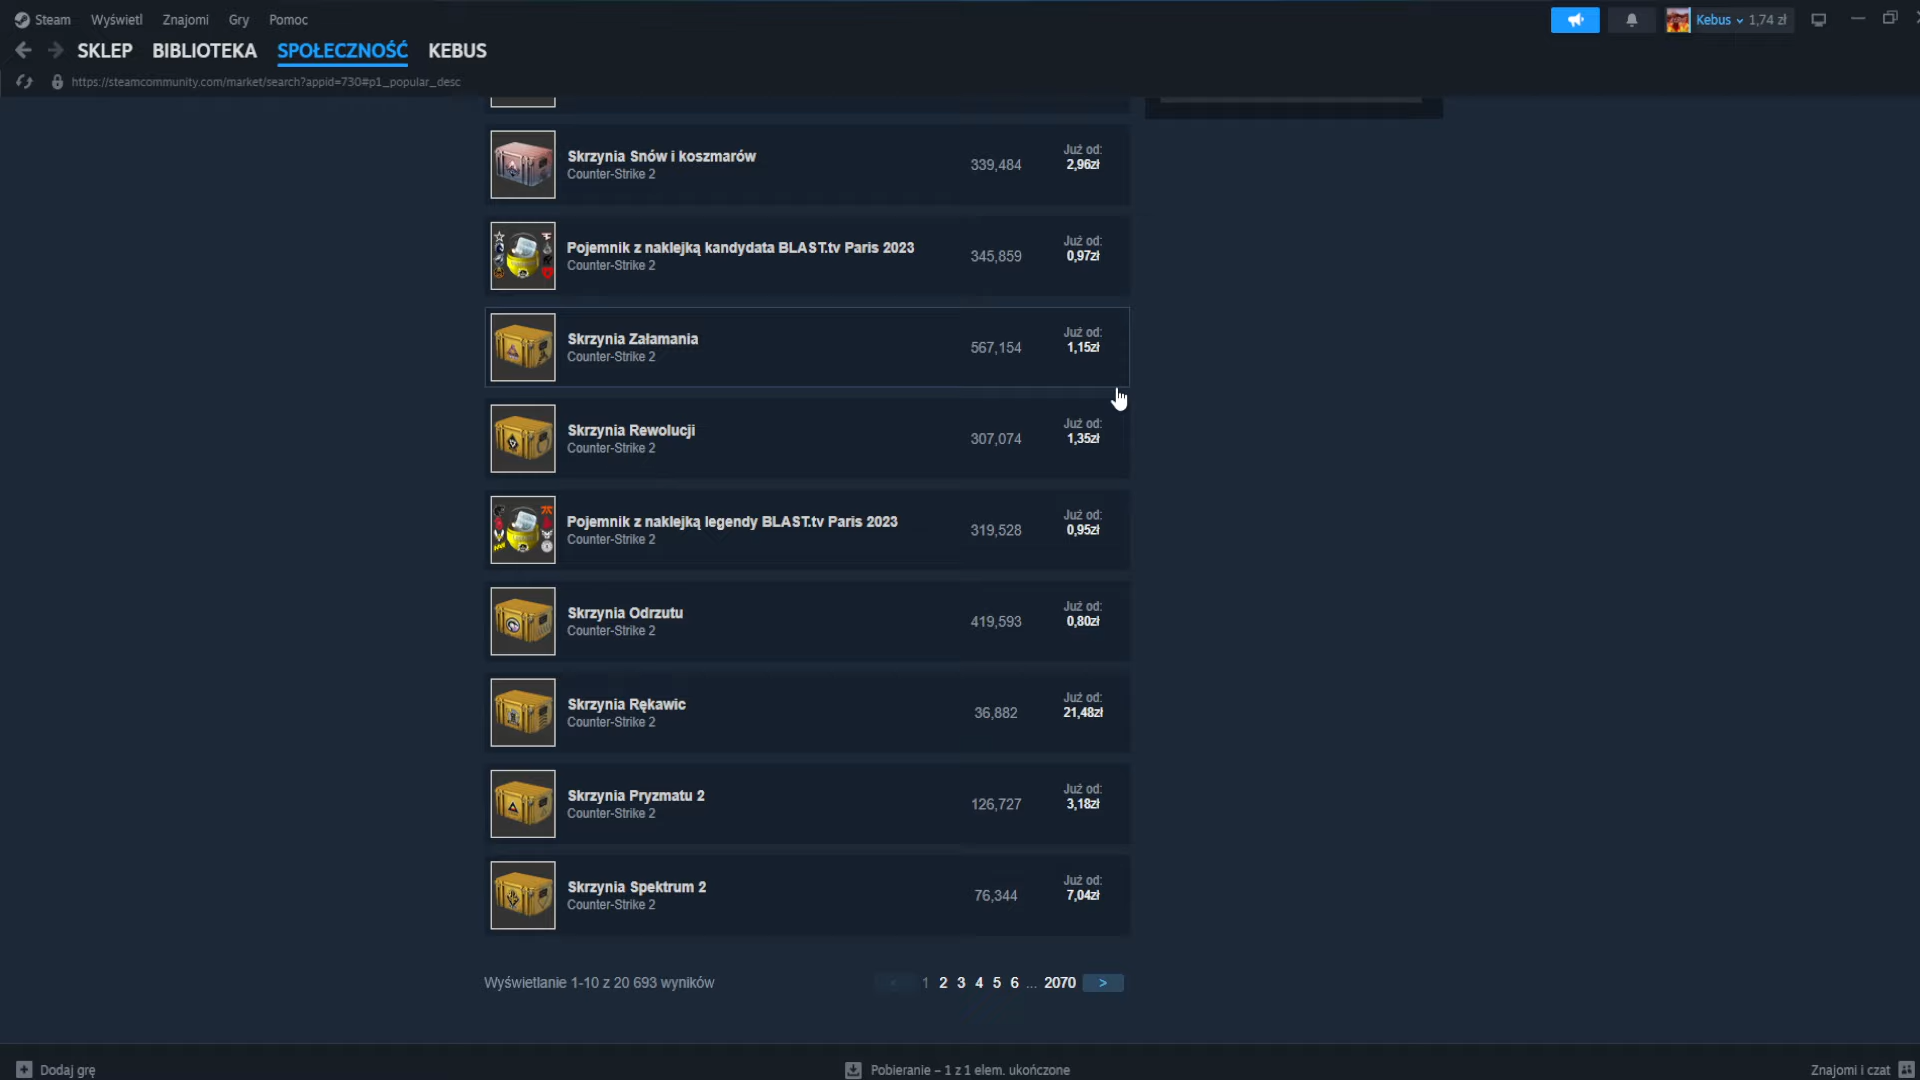 Steam Wyświetl Znajomi Gry Pomoc Kebus 1,74 zł
SKLEP BIBLIOTEKA SPOŁECZNOŚĆ KEBUS
https://steamcommunity.com/market/search?appid=730#p1_popular_desc
Skrzynia Snów i koszmarów
Counter-Strike 2
339,484
Już od:
2,96zł
Pojemnik z naklejką kandydata BLAST.tv Paris 2023
Counter-Strike 2
345,859
Już od:
0,97zł
Skrzynia Załamania
Counter-Strike 2
567,154
Już od:
1,15zł
Skrzynia Rewolucji
Counter-Strike 2
307,074
Już od:
1,35zł
Pojemnik z naklejką legendy BLAST.tv Paris 2023
Counter-Strike 2
319,528
Już od:
0,95zł
Skrzynia Odrzutu
Counter-Strike 2
419,593
Już od:
0,80zł
Skrzynia Rękawic
Counter-Strike 2
36,882
Już od:
21,48zł
Skrzynia Pryzmatu 2
Counter-Strike 2
126,727
Już od:
3,18zł
Skrzynia Spektrum 2
Counter-Strike 2
76,344
Już od:
7,04zł
Wyświetlanie 1-10 z 20 693 wyników < 1 2 3 4 5 6 ... 2070 >
Dodaj grę Pobieranie – 1 z 1 elem. ukończone Znajomi i czat